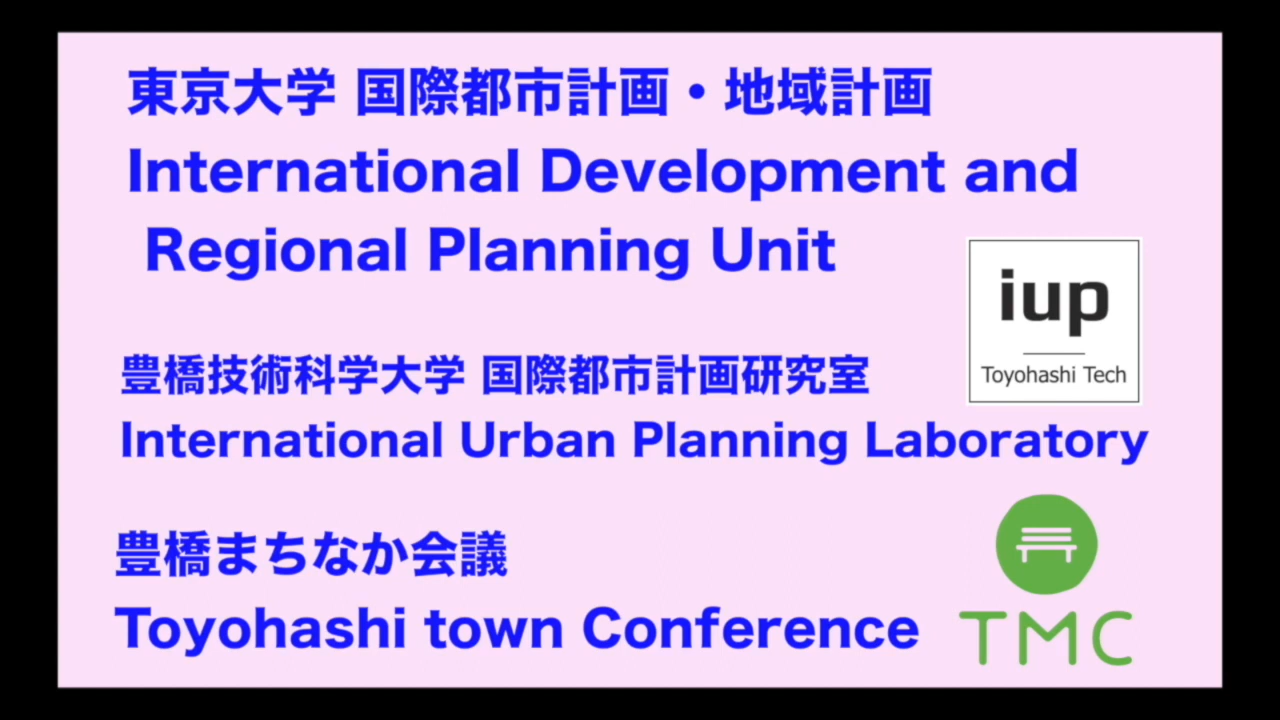 東京大学 国際都市計画・地域計画
International Development and
Regional Planning Unit
iup
Toyohashi Tech
豊橋技術科学大学 国際都市計画研究室
International Urban Planning Laboratory
豊橋まちなか会議
Toyohashi town Conference
TMC